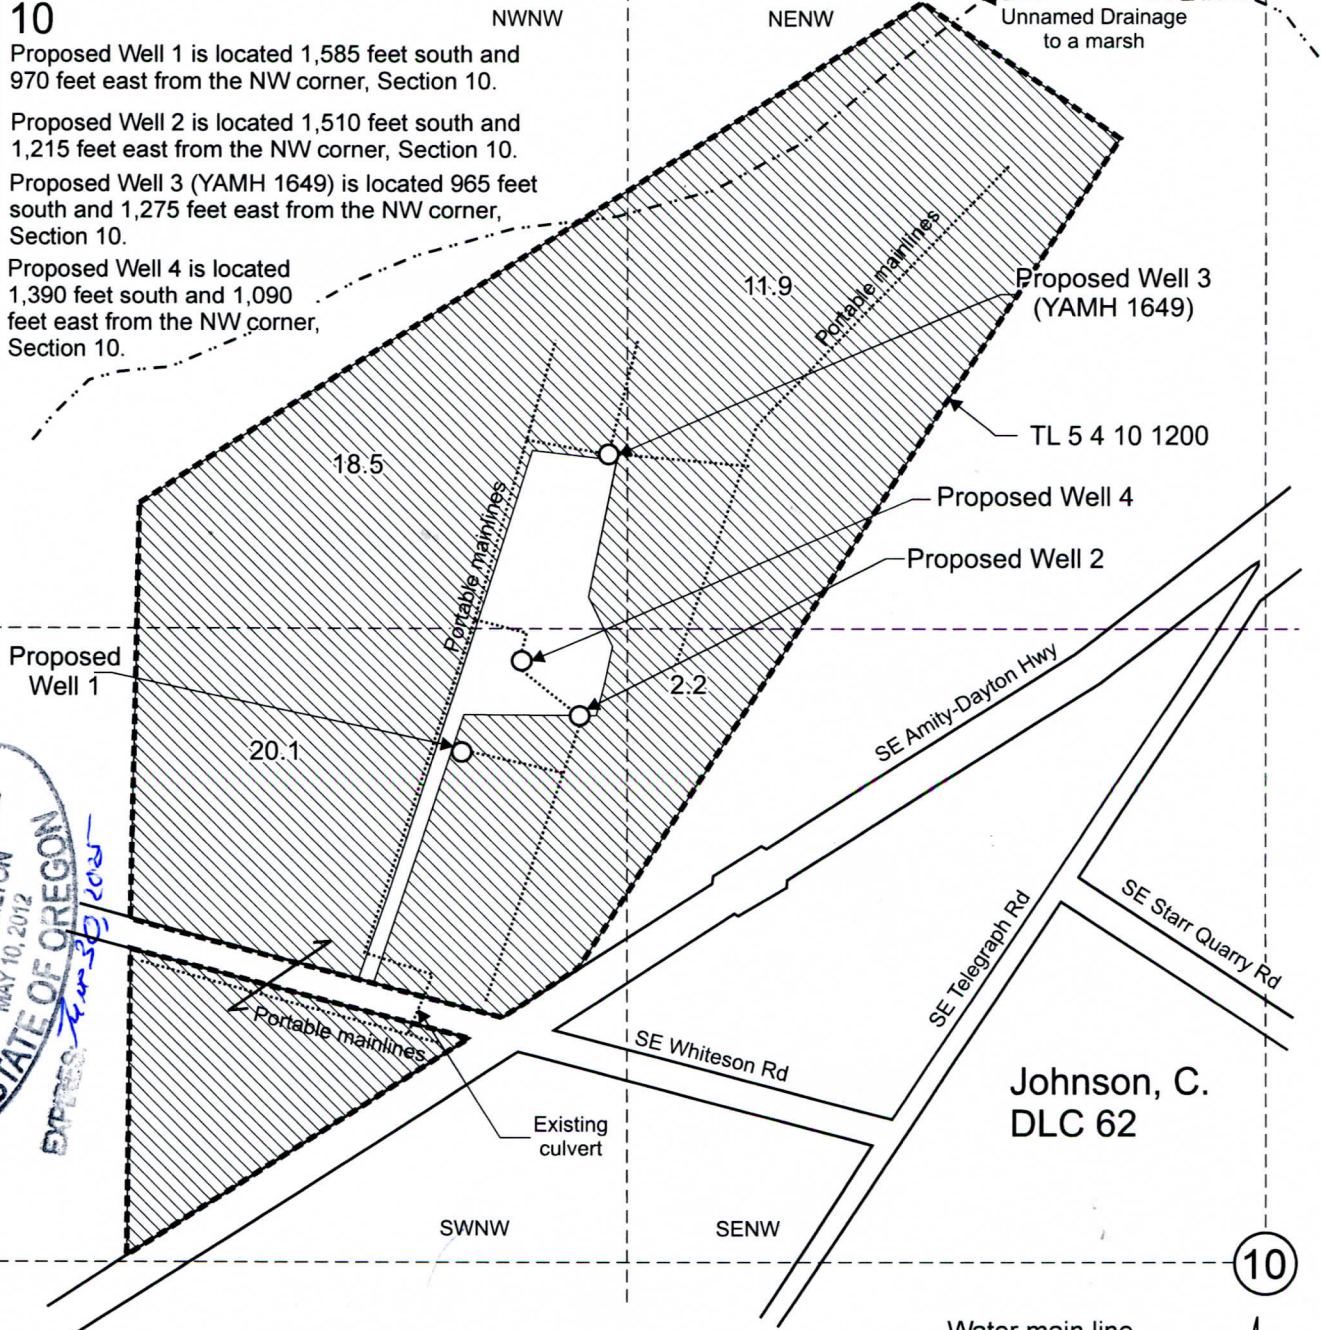 10
NWNW
NENW
Unnamed Drainage
to a marsh
Proposed Well 1 is located 1,585 feet south and
970 feet east from the NW corner, Section 10.
Proposed Well 2 is located 1,510 feet south and
1,215 feet east from the NW corner, Section 10.
Proposed Well 3 (YAMH 1649) is located 965 feet
south and 1,275 feet east from the NW corner,
Section 10.
Proposed Well 4 is located
1,390 feet south and 1,090
feet east from the NW corner,
Section 10.
Portable mainlines
11.9
Proposed Well 3
(YAMH 1649)
TL 5 4 10 1200
18.5
Portable mainlines
Proposed Well 4
Proposed Well 2
Proposed
Well 1
2.2
SE Amity-Dayton Hwy
20.1
MAY 10, 2012
STATE OF OREGON
EXPIRES:
30, 2025
SE Starr Quarry Rd
SE Telegraph Rd
Portable mainlines
SE Whiteson Rd
Johnson, C.
DLC 62
Existing
culvert
SWNW
SENW
10
Water main line